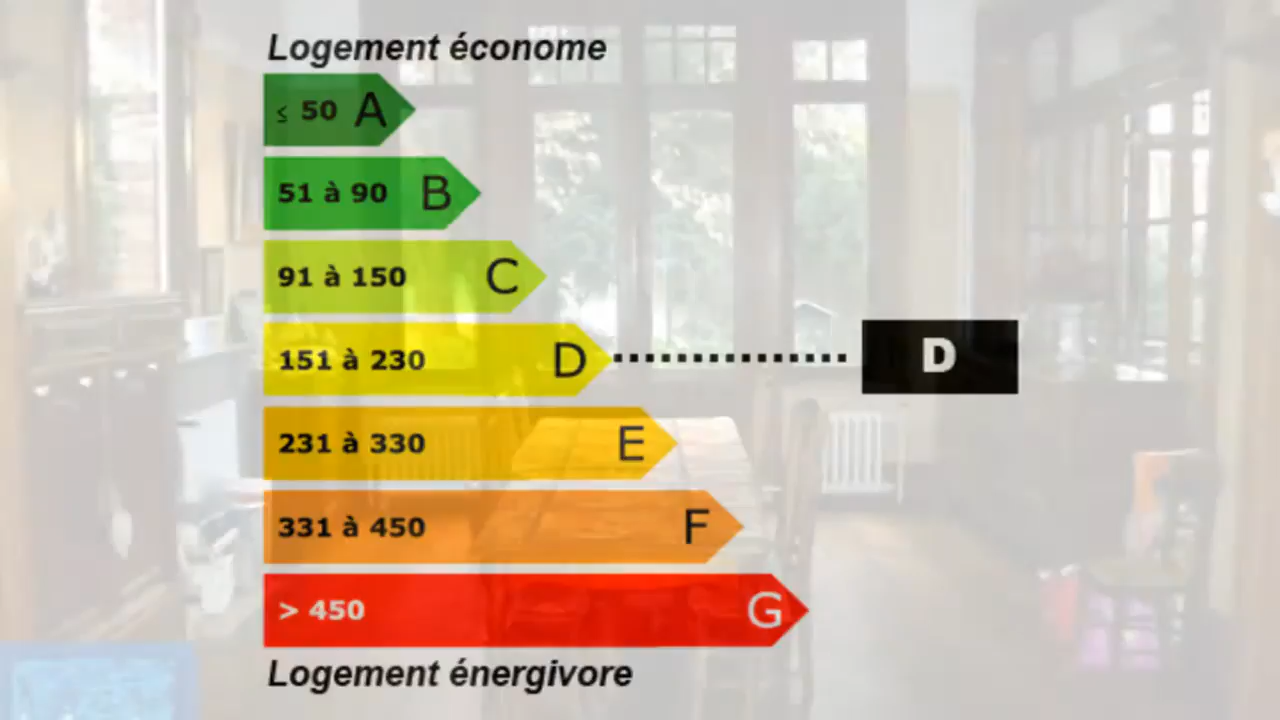 Logement économe
≤ 50 A
51 à 90 B
91 à 150 C
151 à 230 D
D
231 à 330 E
331 à 450 F
> 450 G
Logement énergivore